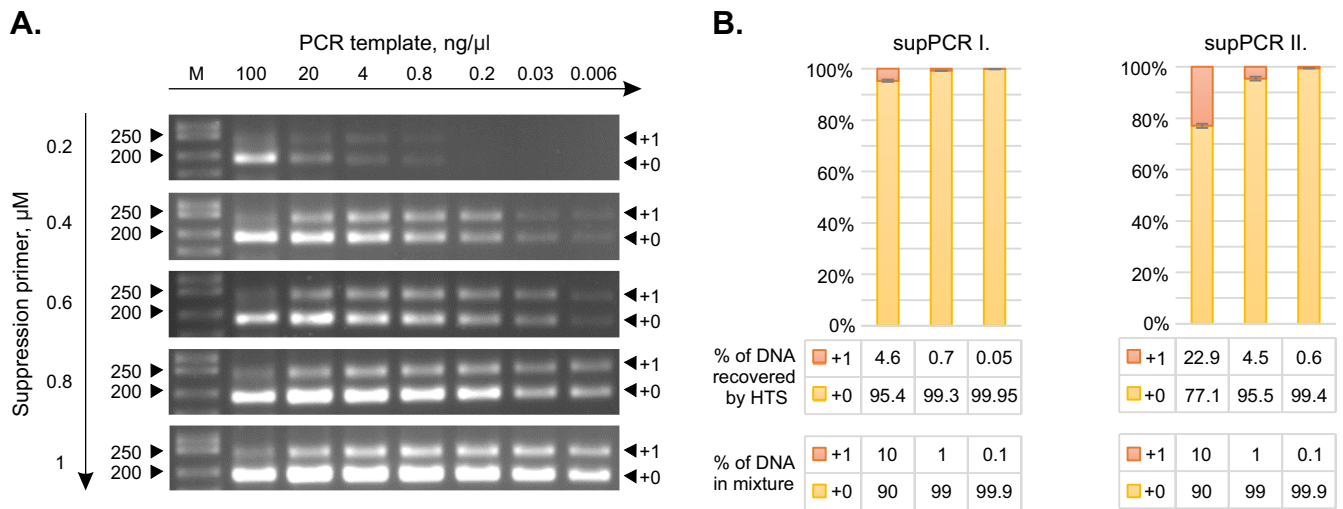 A.
PCR template, ng/µl
M 100 20 4 0.8 0.2 0.03 0.006
Suppression primer, µM
0.2
250 +1
200 +0
0.4
250 +1
200 +0
0.6
250 +1
200 +0
0.8
250 +1
200 +0
1
250 +1
200 +0
B.
supPCR I.
100%
80%
60%
40%
20%
0%
% of DNA
recovered
by HTS
+1 4.6 0.7 0.05
+0 95.4 99.3 99.95
% of DNA
in mixture
+1 10 1 0.1
+0 90 99 99.9
supPCR II.
100%
80%
60%
40%
20%
0%
+1 22.9 4.5 0.6
+0 77.1 95.5 99.4
+1 10 1 0.1
+0 90 99 99.9